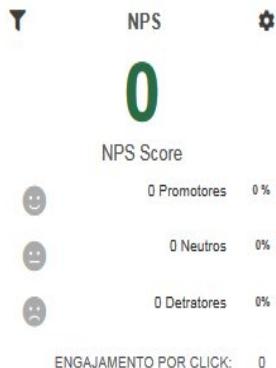 NPS
0
NPS Score
0 Promotores 0 %
0 Neutros 0%
0 Detratores 0%
ENGAJAMENTO POR CLICK: 0